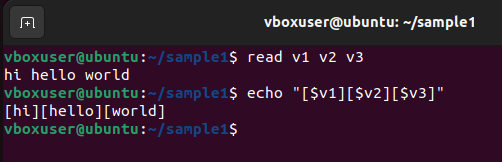 vboxuser@ubuntu: ~/sample1
vboxuser@ubuntu:~/sample1$ read v1 v2 v3
hi hello world
vboxuser@ubuntu:~/sample1$ echo "[$v1][$v2][$v3]"
[hi][hello][world]
vboxuser@ubuntu:~/sample1$